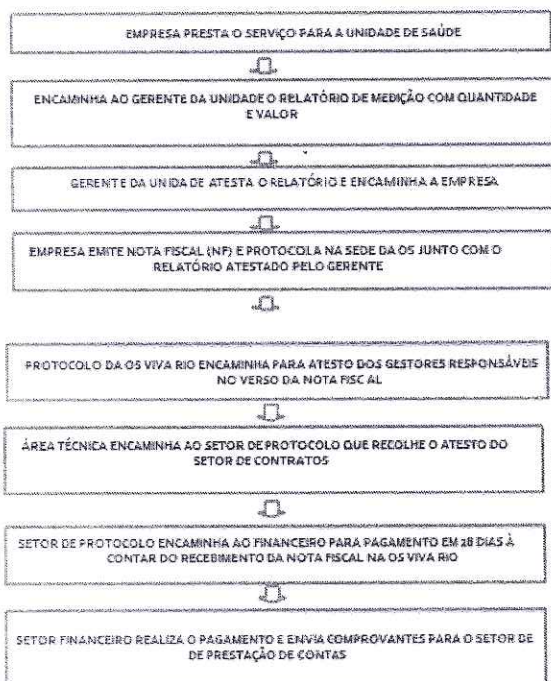 EMPRESA PRESTA O SERVIÇO PARA A UNIDADE DE SAÚDE
ENCAMINHA AO GERENTE DA UNIDADE O RELATÓRIO DE MEDIÇÃO COM QUANTIDADE
E VALOR
GERENTE DA UNIDADE ATESTA O RELATÓRIO E ENCAMINHA A EMPRESA
EMPRESA EMITE NOTA FISCAL (NF) E PROTOCOLA NA SEDE DA OS JUNTO COM O
RELATÓRIO ATESTADO PELO GERENTE
PROTOCOLO DA OS VIVA RIO ENCAMINHA PARA ATESTO DOS GESTORES RESPONSÁVEIS
NO VERSO DA NOTA FISCAL
ÁREA TÉCNICA ENCAMINHA AO SETOR DE PROTOCOLO QUE RECOLHE O ATESTO DO
SETOR DE CONTRATOS
SETOR DE PROTOCOLO ENCAMINHA AO FINANCEIRO PARA PAGAMENTO EM 28 DIAS À
CONTAR DO RECEBIMENTO DA NOTA FISCAL NA OS VIVA RIO
SETOR FINANCEIRO REALIZA O PAGAMENTO E ENVIA COMPROVANTES PARA O SETOR DE
DE PRESTAÇÃO DE CONTAS